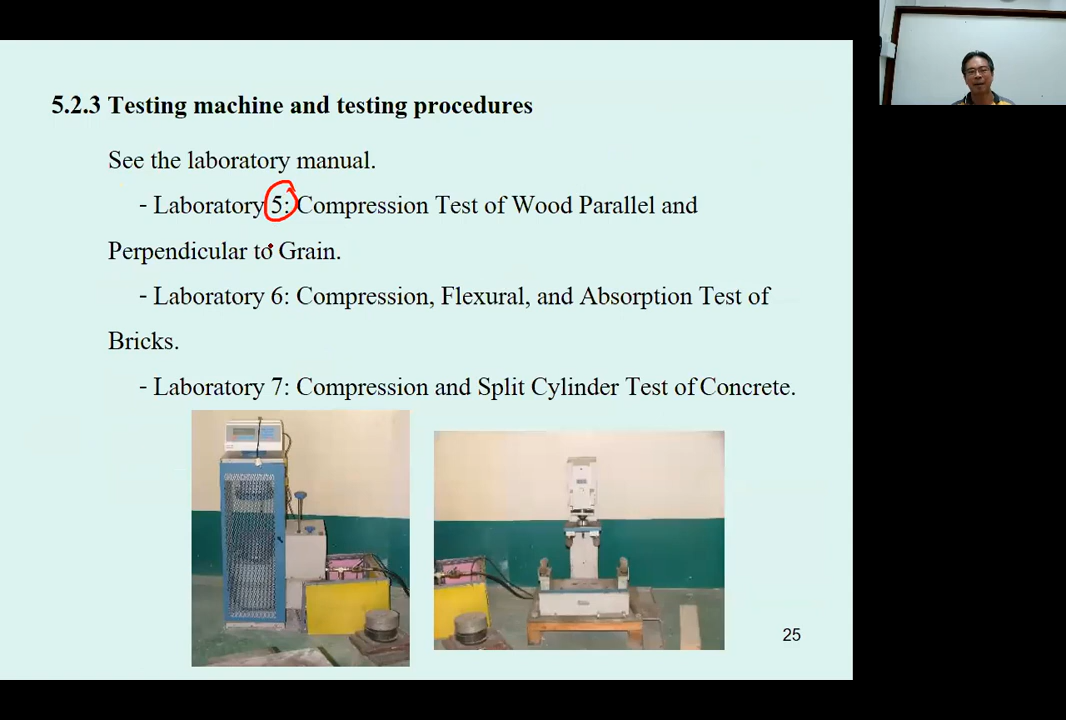 5.2.3 Testing machine and testing procedures
See the laboratory manual.
- Laboratory 5: Compression Test of Wood Parallel and
Perpendicular to Grain.
- Laboratory 6: Compression, Flexural, and Absorption Test of
Bricks.
- Laboratory 7: Compression and Split Cylinder Test of Concrete.
25